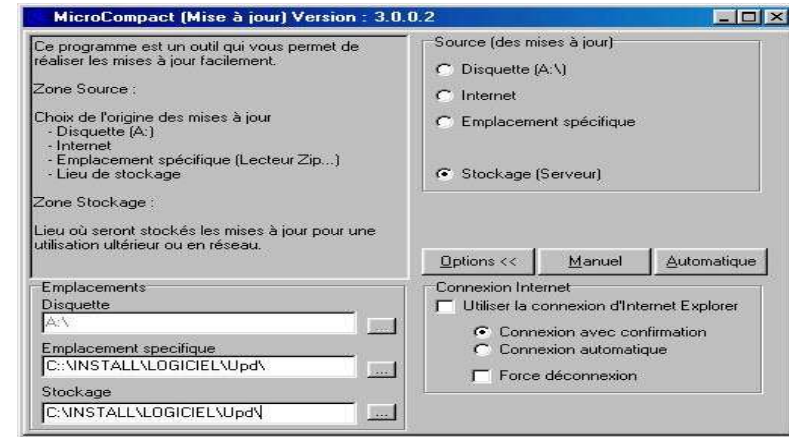 MicroCompact (Mise à jour) Version : 3.0.0.2
Ce programme est un outil qui vous permet de
réaliser les mises à jour facilement.
Zone Source :
Choix de l'origine des mises à jour
- Disquette (A:)
- Internet
- Emplacement spécifique (Lecteur Zip...)
- Lieu de stockage
Zone Stockage :
Lieu où seront stockés les mises à jour pour une
utilisation ultérieur ou en réseau.
Source (des mises à jour)
Disquette (A:\)
Internet
Emplacement spécifique
Stockage (Serveur)
Options <<
Manuel
Automatique
Emplacements
Disquette
A:\
...
Emplacement specifique
C::\INSTALL\LOGICIEL\Upd\
...
Stockage
C:\INSTALL\LOGICIEL\Upd\
...
Connexion Internet
Utiliser la connexion d'Internet Explorer
Connexion avec confirmation
Connexion automatique
Force déconnexion